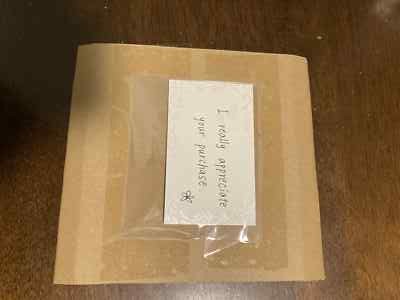 I really appreciate
your purchase.